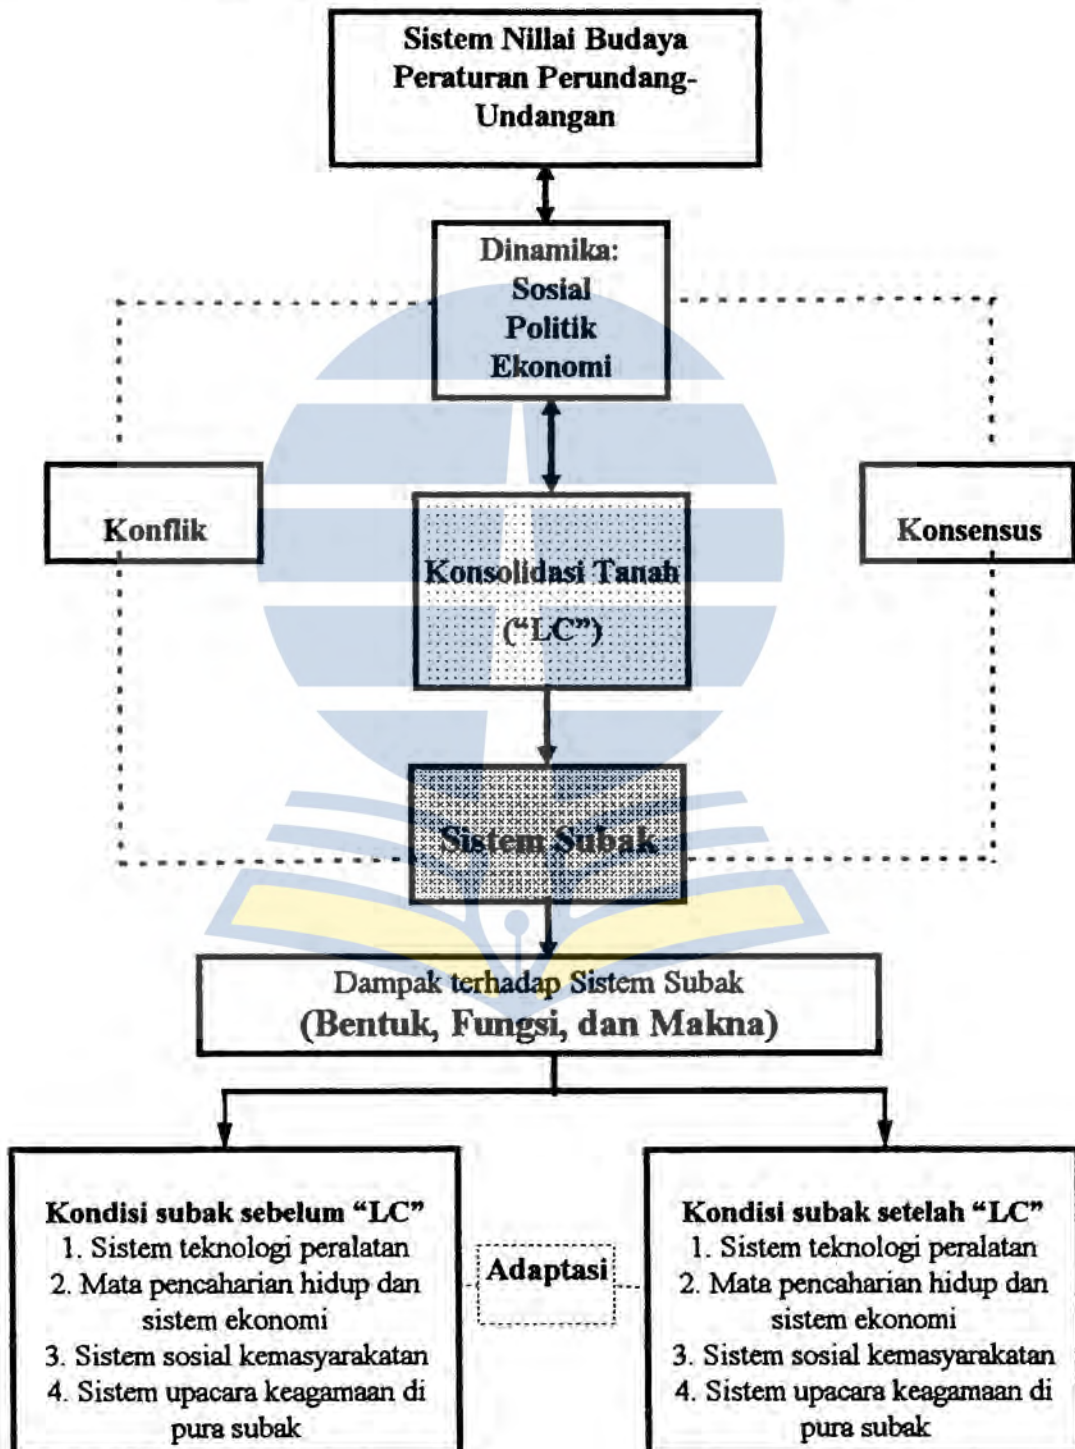 Sistem Nillai Budaya
Peraturan Perundang-
Undangan
Dinamika:
Sosial
Politik
Ekonomi
Konflik
Konsensus
Konsolidasi Tanah
(“LC”)
Sistem Subak
Dampak terhadap Sistem Subak
(Bentuk, Fungsi, dan Makna)
Kondisi subak sebelum “LC”
1. Sistem teknologi peralatan
2. Mata pencaharian hidup dan
sistem ekonomi
3. Sistem sosial kemasyarakatan
4. Sistem upacara keagamaan di
pura subak
Adaptasi
Kondisi subak setelah “LC”
1. Sistem teknologi peralatan
2. Mata pencaharian hidup dan
sistem ekonomi
3. Sistem sosial kemasyarakatan
4. Sistem upacara keagamaan di
pura subak